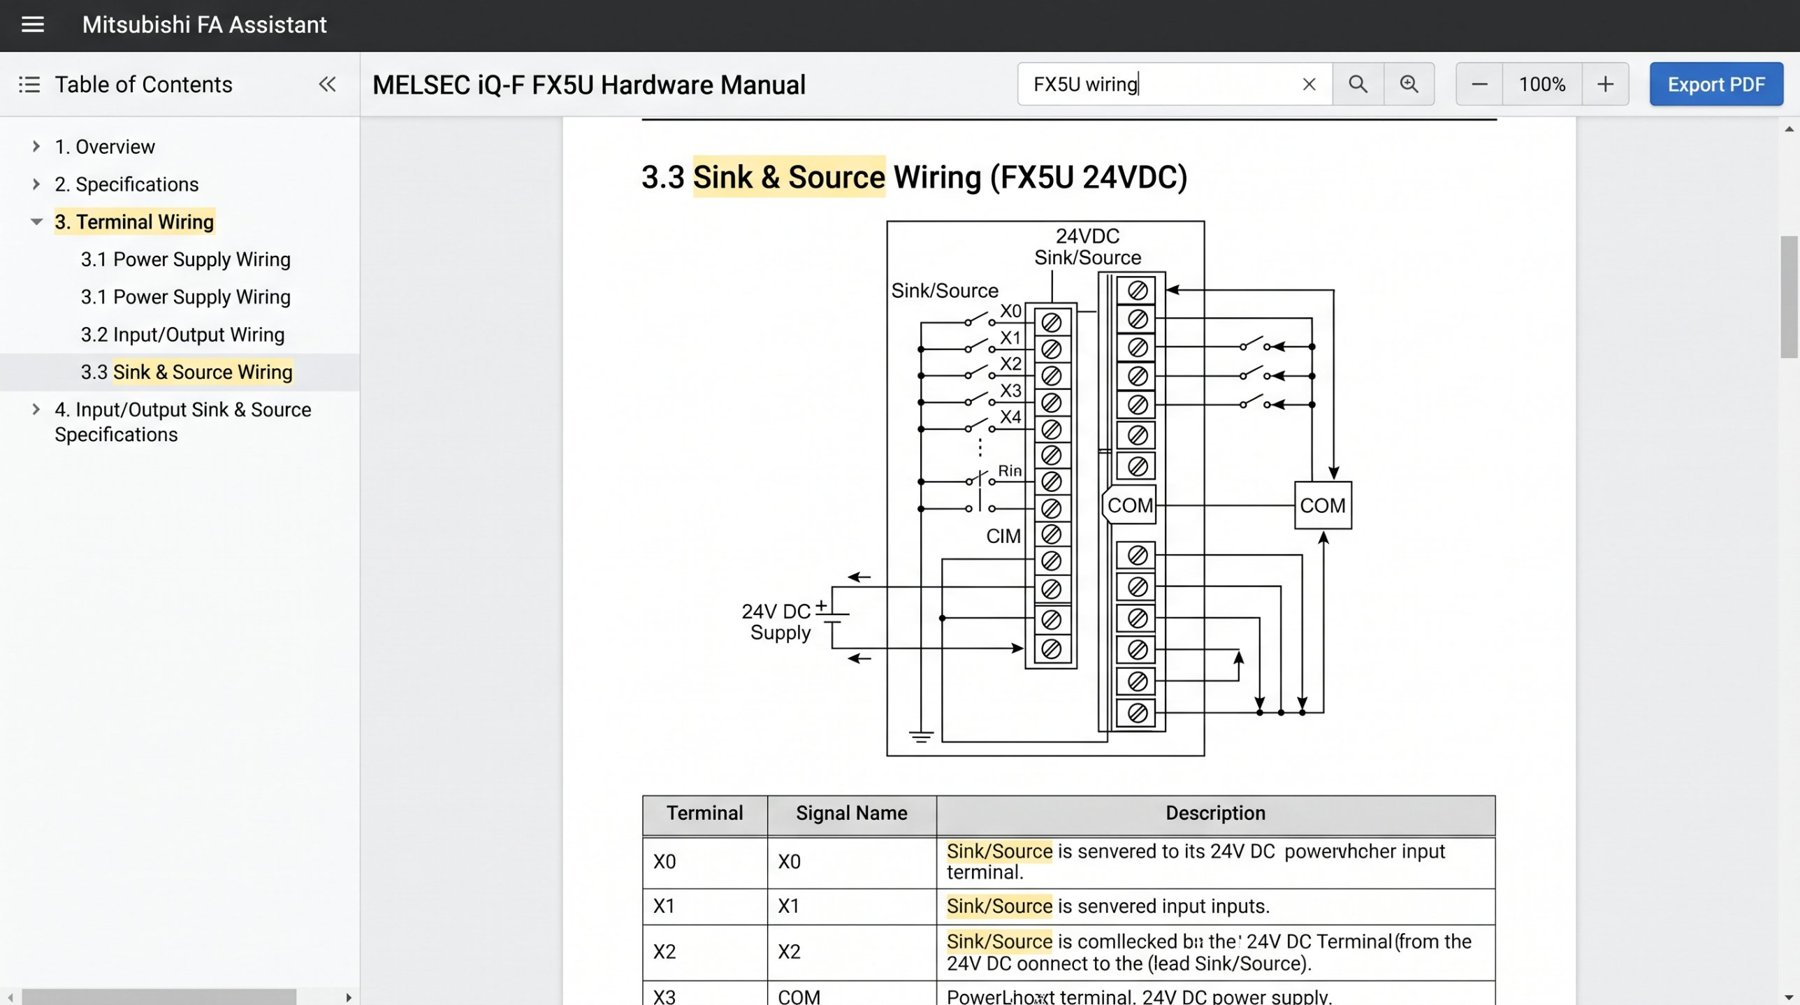 Mitsubishi FA Assistant
Table of Contents
MELSEC iQ-F FX5U Hardware Manual
FX5U wiring
100%
Export PDF
1. Overview
2. Specifications
3. Terminal Wiring
3.1 Power Supply Wiring
3.1 Power Supply Wiring
3.2 Input/Output Wiring
3.3 Sink & Source Wiring
4. Input/Output Sink & Source
Specifications
3.3 Sink & Source Wiring (FX5U 24VDC)
24VDC
Sink/Source
Sink/Source
X0
X1
X2
X3
X4
Rin
CIM
COM
COM
24V DC
Supply
+
Terminal Signal Name Description
X0 X0 Sink/Source is senvered to its 24V DC powervhcher input
terminal.
X1 X1 Sink/Source is senvered input inputs.
X2 X2 Sink/Source is comllecked the 24V DC Terminal (from the
24V DC oonnect to the (lead Sink/Source).
X3 COM terminal. 24V DC power supply.